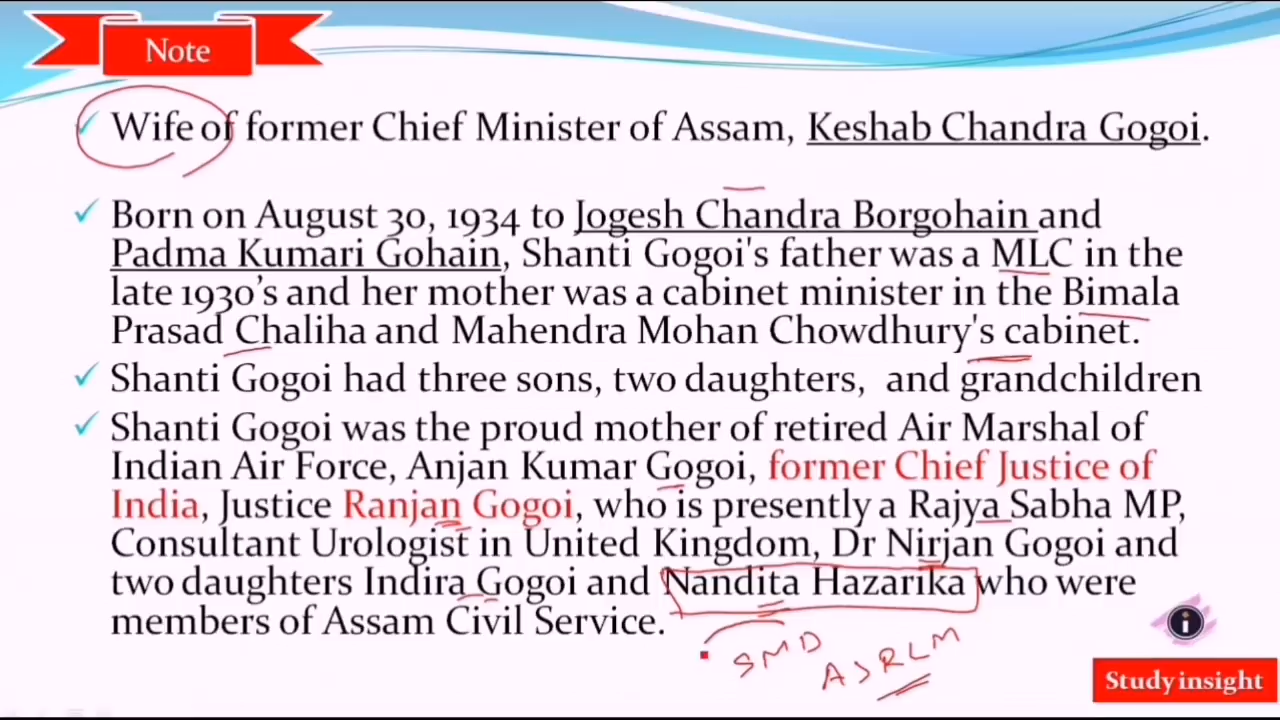 Note
Wife of former Chief Minister of Assam, Keshab Chandra Gogoi.
Born on August 30, 1934 to Jogesh Chandra Borgohain and
Padma Kumari Gohain, Shanti Gogoi's father was a MLC in the
late 1930's and her mother was a cabinet minister in the Bimala
Prasad Chaliha and Mahendra Mohan Chowdhury's cabinet.
Shanti Gogoi had three sons, two daughters, and grandchildren
Shanti Gogoi was the proud mother of retired Air Marshal of
Indian Air Force, Anjan Kumar Gogoi, former Chief Justice of
India, Justice Ranjan Gogoi, who is presently a Rajya Sabha MP,
Consultant Urologist in United Kingdom, Dr Nirjan Gogoi and
two daughters Indira Gogoi and Nandita Hazarika who were
members of Assam Civil Service.
SMD
ASRLM
Study insight